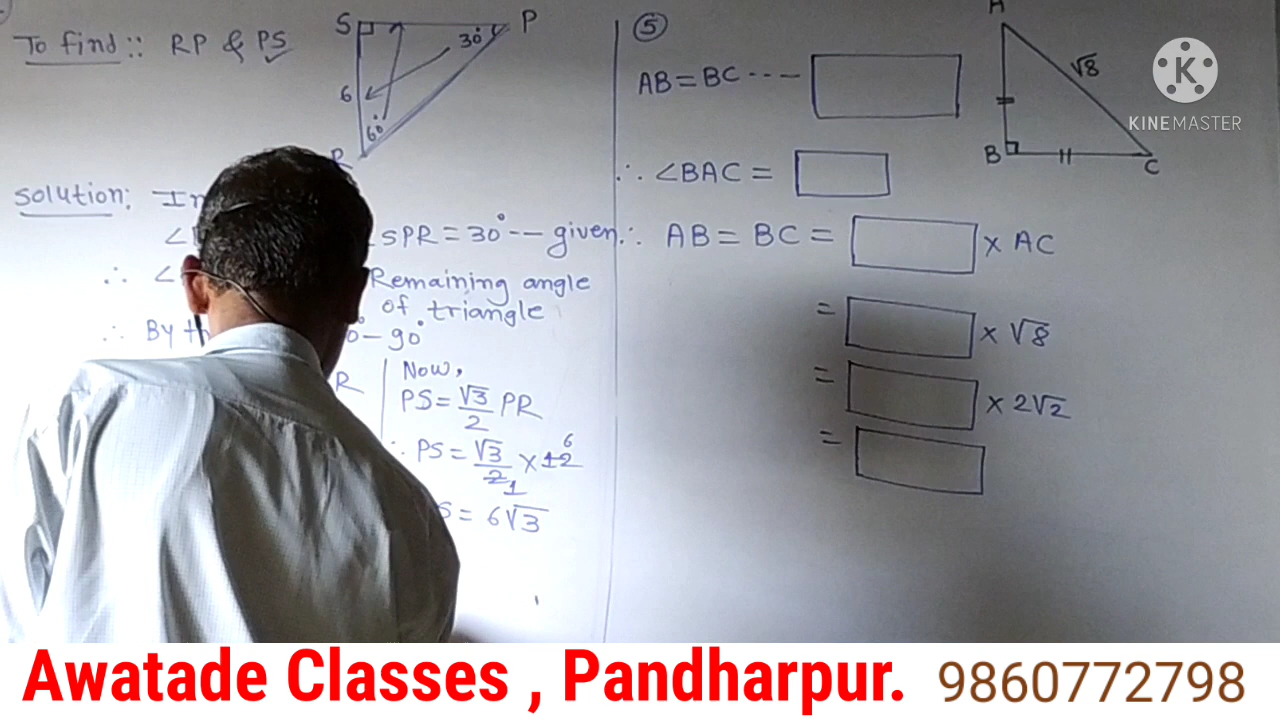 To find:: RP & PS
S
P
30°
6
60°
R
Solution: In
∠SPR = 30° -- given
∴ ∠ Remaining angle
of triangle
∴ By th 0° - 90°
R
Now,
PS = √3/2 PR
∴ PS = √3/2 × 12
6
1
S = 6√3
⑤
AB = BC ----
∴ ∠BAC =
∴ AB = BC = × AC
= × √8
= × 2√2
=
A
√8
B
C
K
KINEMASTER
Awatade Classes , Pandharpur. 9860772798